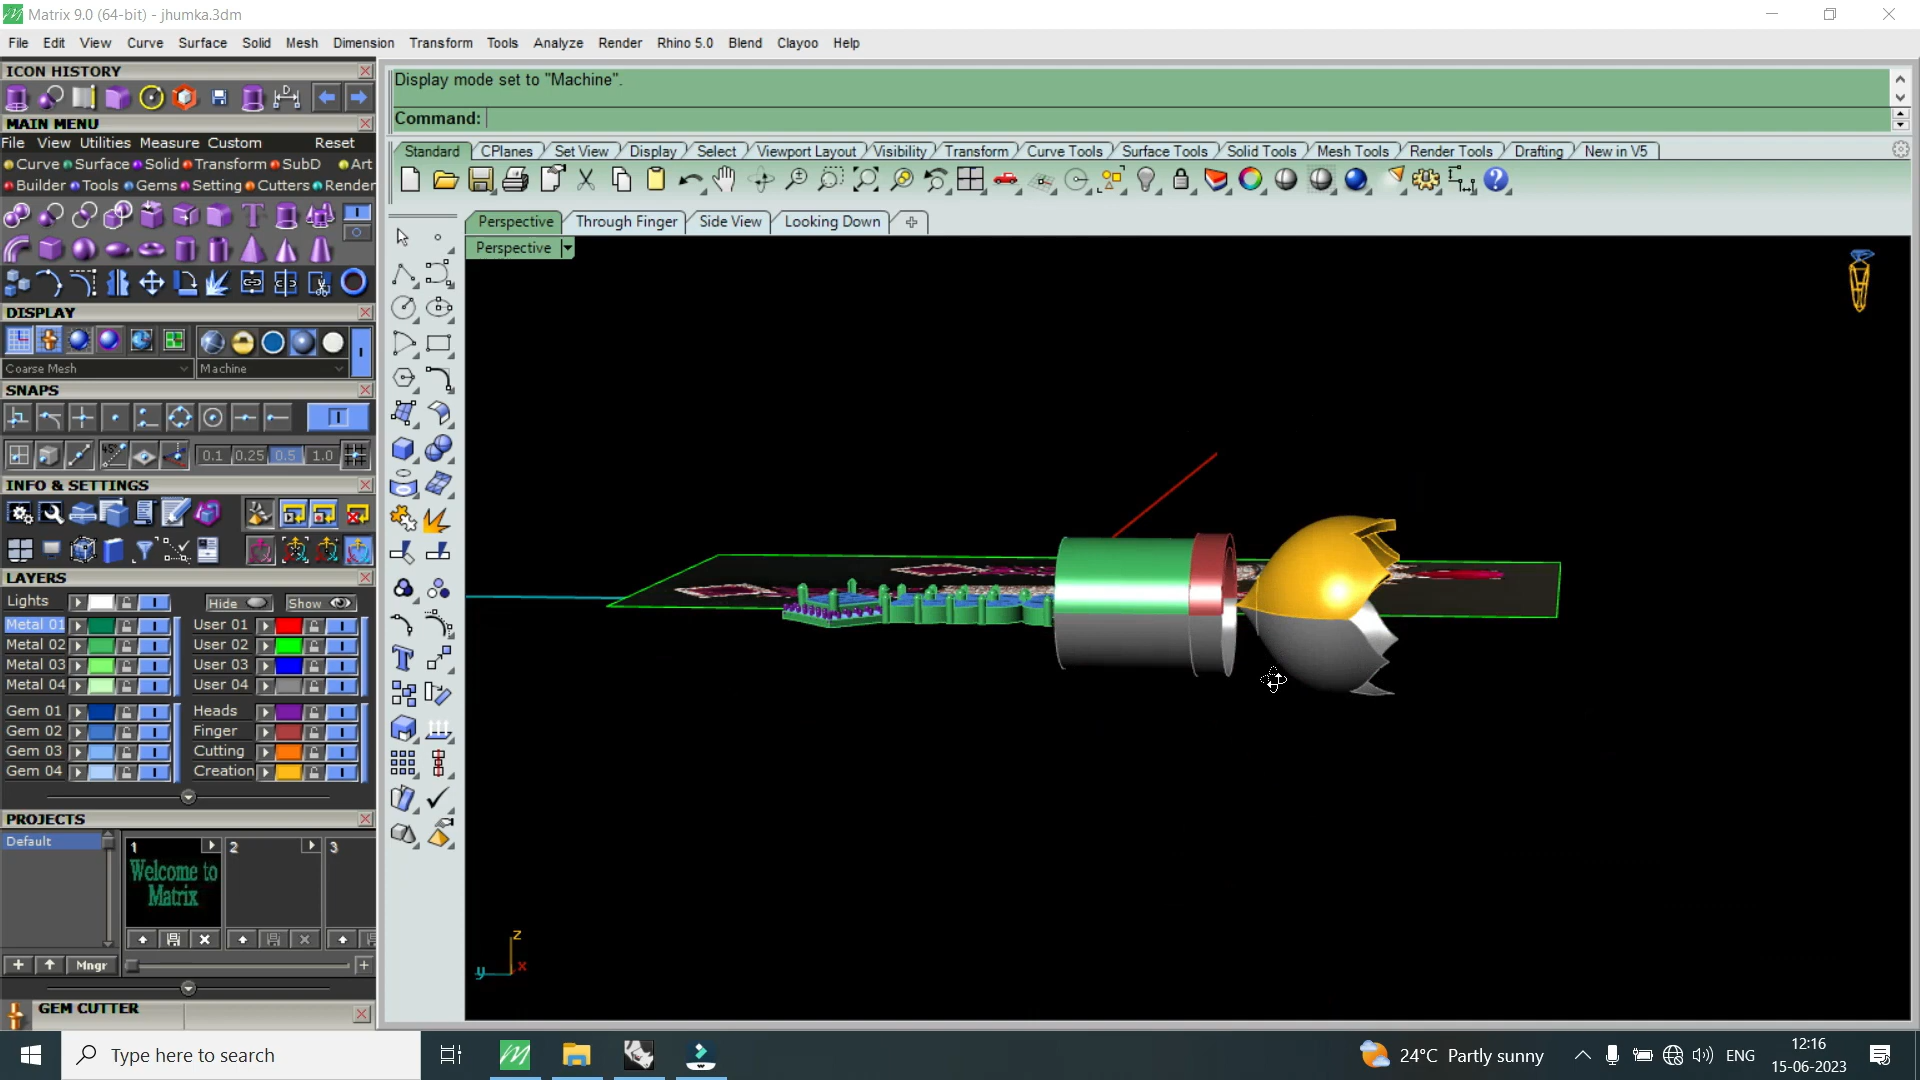 Matrix 9.0 (64-bit) - jhumka.3dm
File Edit View Curve Surface Solid Mesh Dimension Transform Tools Analyze Render Rhino 5.0 Blend Clayoo Help
ICON HISTORY
Display mode set to "Machine".
Command:
MAIN MENU
File View Utilities Measure Custom Reset
Curve Surface Solid Transform SubD Art
Builder Tools Gems Setting Cutters Render
Standard CPlanes Set View Display Select Viewport Layout Visibility Transform Curve Tools Surface Tools Solid Tools Mesh Tools Render Tools Drafting New in V5
Perspective Through Finger Side View Looking Down
Perspective
DISPLAY
Coarse Mesh Machine
SNAPS
45°
0.1 0.25 0.5 1.0
INFO & SETTINGS
LAYERS
Lights Hide Show
Metal 01 User 01
Metal 02 User 02
Metal 03 User 03
Metal 04 User 04
Gem 01 Heads
Gem 02 Finger
Gem 03 Cutting
Gem 04 Creation
PROJECTS
Default
1 2 3
Welcome to
Matrix
Mngr
GEM CUTTER
z
y x
Type here to search
24°C Partly sunny
ENG
12:16
15-06-2023